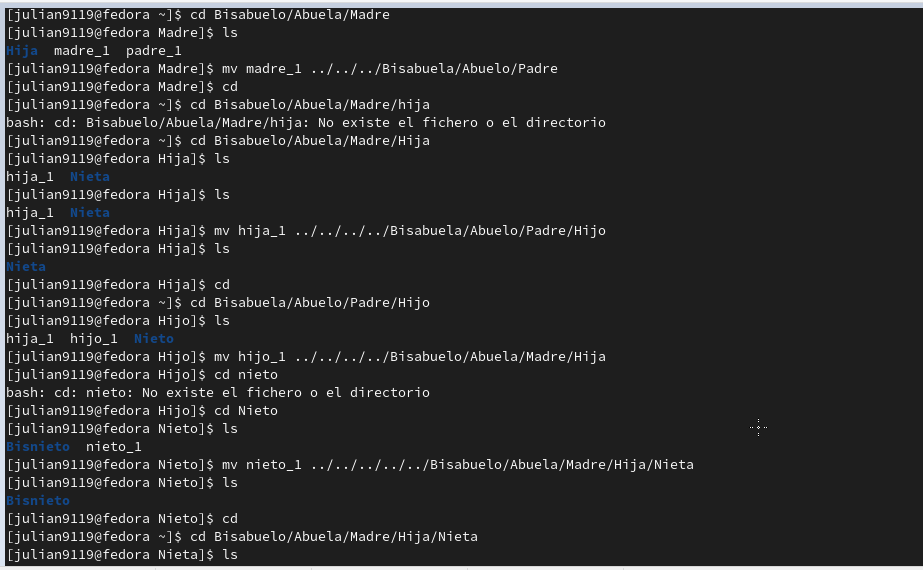 [julian9119@fedora ~]$ cd Bisabuelo/Abuela/Madre
[julian9119@fedora Madre]$ ls
Hija  madre_1  padre_1
[julian9119@fedora Madre]$ mv madre_1 ../../../Bisabuela/Abuelo/Padre
[julian9119@fedora Madre]$ cd
[julian9119@fedora ~]$ cd Bisabuelo/Abuela/Madre/hija
bash: cd: Bisabuelo/Abuela/Madre/hija: No existe el fichero o el directorio
[julian9119@fedora ~]$ cd Bisabuelo/Abuela/Madre/Hija
[julian9119@fedora Hija]$ ls
hija_1  Nieta
[julian9119@fedora Hija]$ ls
hija_1  Nieta
[julian9119@fedora Hija]$ mv hija_1 ../../../../Bisabuela/Abuelo/Padre/Hijo
[julian9119@fedora Hija]$ ls
Nieta
[julian9119@fedora Hija]$ cd
[julian9119@fedora ~]$ cd Bisabuela/Abuelo/Padre/Hijo
[julian9119@fedora Hijo]$ ls
hija_1  hijo_1  Nieto
[julian9119@fedora Hijo]$ mv hijo_1 ../../../../Bisabuelo/Abuela/Madre/Hija
[julian9119@fedora Hijo]$ cd nieto
bash: cd: nieto: No existe el fichero o el directorio
[julian9119@fedora Hijo]$ cd Nieto
[julian9119@fedora Nieto]$ ls
Bisnieto  nieto_1
[julian9119@fedora Nieto]$ mv nieto_1 ../../../../../Bisabuelo/Abuela/Madre/Hija/Nieta
[julian9119@fedora Nieto]$ ls
Bisnieto
[julian9119@fedora Nieto]$ cd
[julian9119@fedora ~]$ cd Bisabuelo/Abuela/Madre/Hija/Nieta
[julian9119@fedora Nieta]$ ls